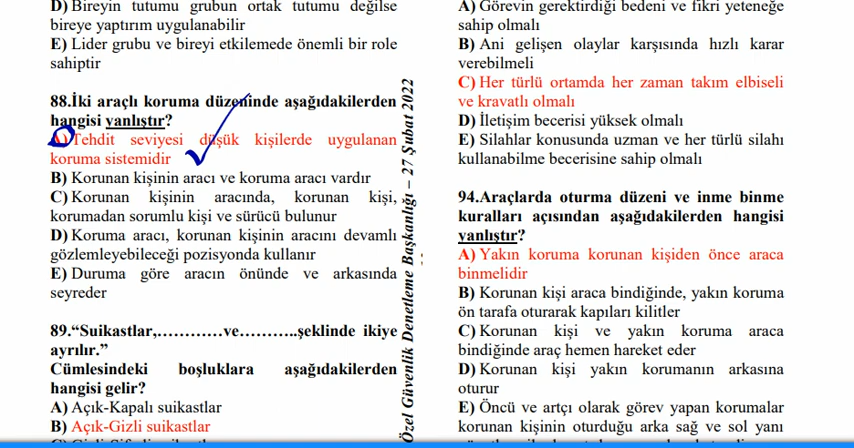 D) Bireyin tutumu grubun ortak tutumu değilse
bireye yaptırım uygulanabilir
E) Lider grubu ve bireyi etkilemede önemli bir role
sahiptir
88.İki araçlı koruma düzeninde aşağıdakilerden
hangisi yanlıştır?
A) Tehdit seviyesi düşük kişilerde uygulanan
koruma sistemidir
B) Korunan kişinin aracı ve koruma aracı vardır
C) Korunan kişinin aracında, korunan kişi,
korumadan sorumlu kişi ve sürücü bulunur
D) Koruma aracı, korunan kişinin aracını devamlı
gözlemleyebileceği pozisyonda kullanır
E) Duruma göre aracın önünde ve arkasında
seyreder
89.“Suikastlar,…………ve………..şeklinde ikiye
ayrılır.”
Cümlesindeki boşluklara aşağıdakilerden
hangisi gelir?
A) Açık-Kapalı suikastlar
B) Açık-Gizli suikastlar
Özel Güvenlik Denetleme Başkanlığı – 27 Şubat 2022
A) Görevin gerektirdiği bedeni ve fikri yeteneğe
sahip olmalı
B) Ani gelişen olaylar karşısında hızlı karar
verebilmeli
C) Her türlü ortamda her zaman takım elbiseli
ve kravatlı olmalı
D) İletişim becerisi yüksek olmalı
E) Silahlar konusunda uzman ve her türlü silahı
kullanabilme becerisine sahip olmalı
94.Araçlarda oturma düzeni ve inme binme
kuralları açısından aşağıdakilerden hangisi
yanlıştır?
A) Yakın koruma korunan kişiden önce araca
binmelidir
B) Korunan kişi araca bindiğinde, yakın koruma
ön tarafa oturarak kapıları kilitler
C) Korunan kişi ve yakın koruma araca
bindiğinde araç hemen hareket eder
D) Korunan kişi yakın korumanın arkasına
oturur
E) Öncü ve artçı olarak görev yapan korumalar
korunan kişinin oturduğu arka sağ ve sol yanı